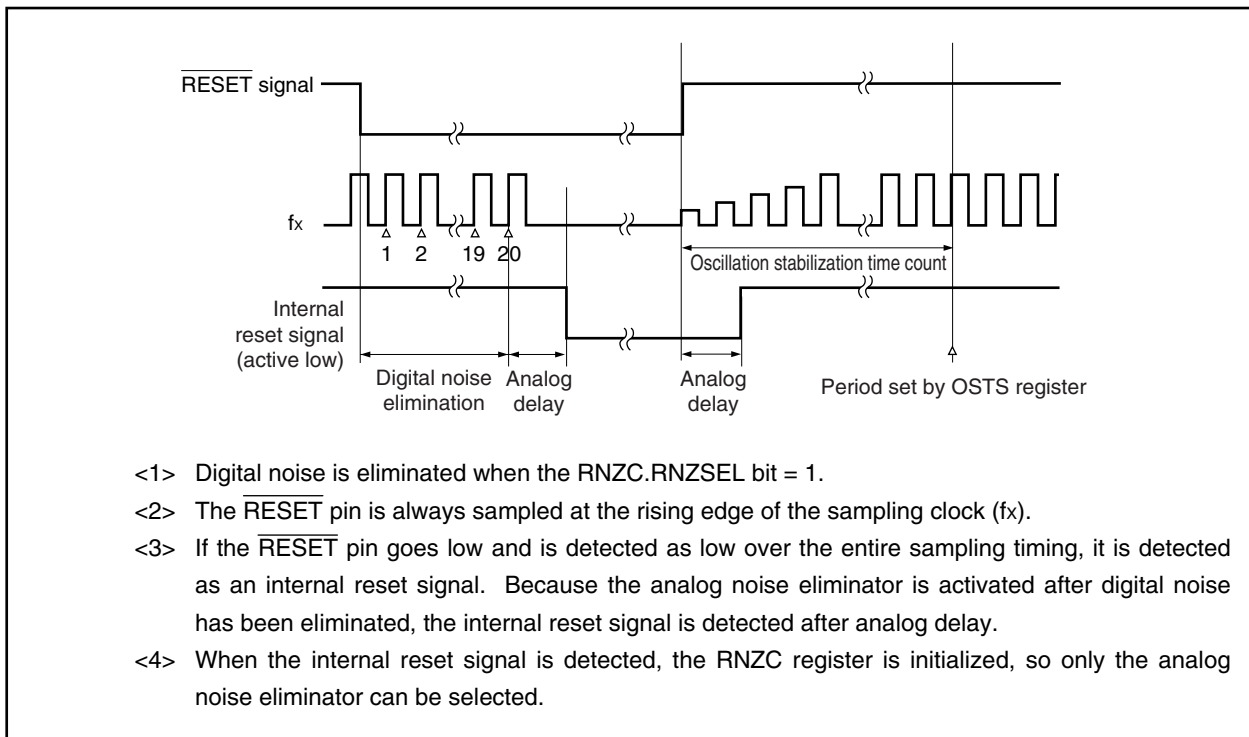 RESET signal
fx
1 2 19 20
Oscillation stabilization time count
Internal
reset signal
(active low)
Digital noise
elimination
Analog
delay
Analog
delay
Period set by OSTS register
<1> Digital noise is eliminated when the RNZC.RNZSEL bit = 1.
<2> The RESET pin is always sampled at the rising edge of the sampling clock (fx).
<3> If the RESET pin goes low and is detected as low over the entire sampling timing, it is detected
as an internal reset signal. Because the analog noise eliminator is activated after digital noise
has been eliminated, the internal reset signal is detected after analog delay.
<4> When the internal reset signal is detected, the RNZC register is initialized, so only the analog
noise eliminator can be selected.